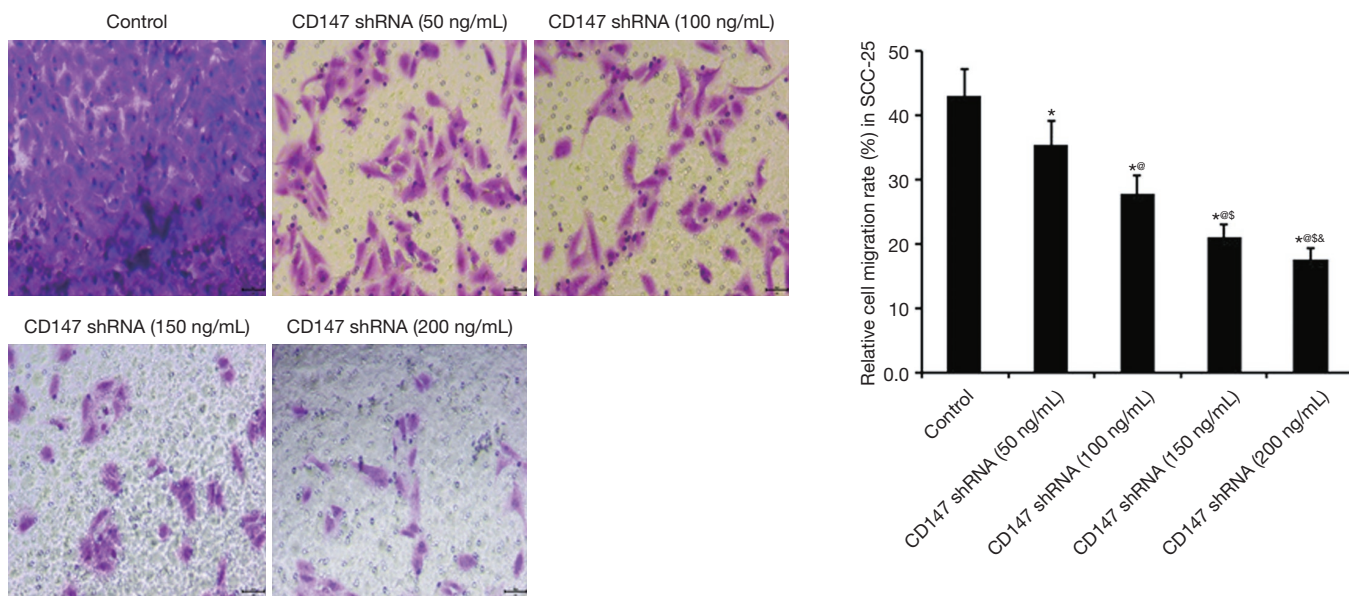 Control
CD147 shRNA (50 ng/mL)
CD147 shRNA (100 ng/mL)
CD147 shRNA (150 ng/mL)
CD147 shRNA (200 ng/mL)
Relative cell migration rate (%) in SCC-25
50
40
30
20
10
0.0
*
*@
*@$
*@$&
Control
CD147 shRNA (50 ng/mL)
CD147 shRNA (100 ng/mL)
CD147 shRNA (150 ng/mL)
CD147 shRNA (200 ng/mL)